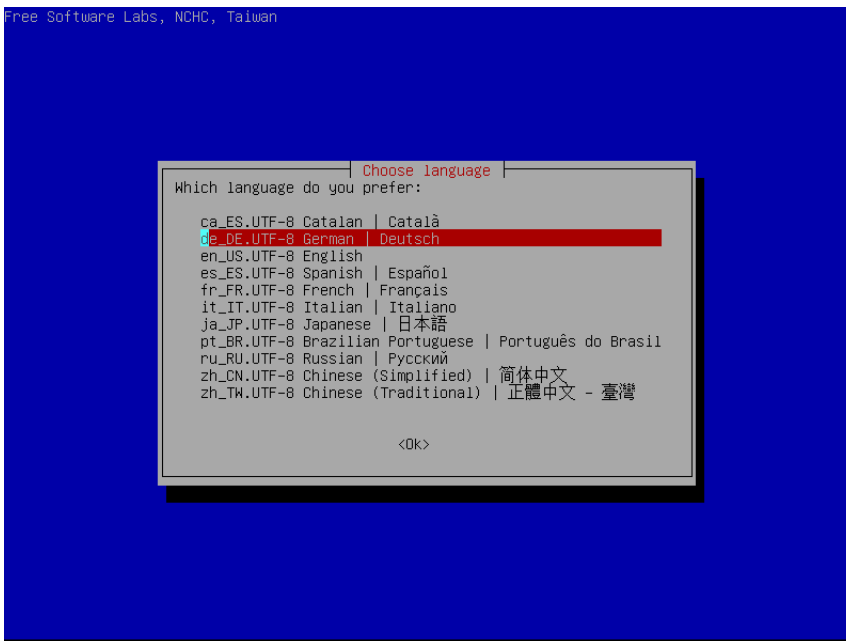 Free Software Labs, NCHC, Taiwan
Choose language
Which language do you prefer:
ca_ES.UTF-8 Catalan | Català
de_DE.UTF-8 German | Deutsch
en_US.UTF-8 English
es_ES.UTF-8 Spanish | Español
fr_FR.UTF-8 French | Français
it_IT.UTF-8 Italian | Italiano
ja_JP.UTF-8 Japanese | 日本語
pt_BR.UTF-8 Brazilian Portuguese | Português do Brasil
ru_RU.UTF-8 Russian | Русский
zh_CN.UTF-8 Chinese (Simplified) | 简体中文
zh_TW.UTF-8 Chinese (Traditional) | 正體中文 - 臺灣
<Ok>